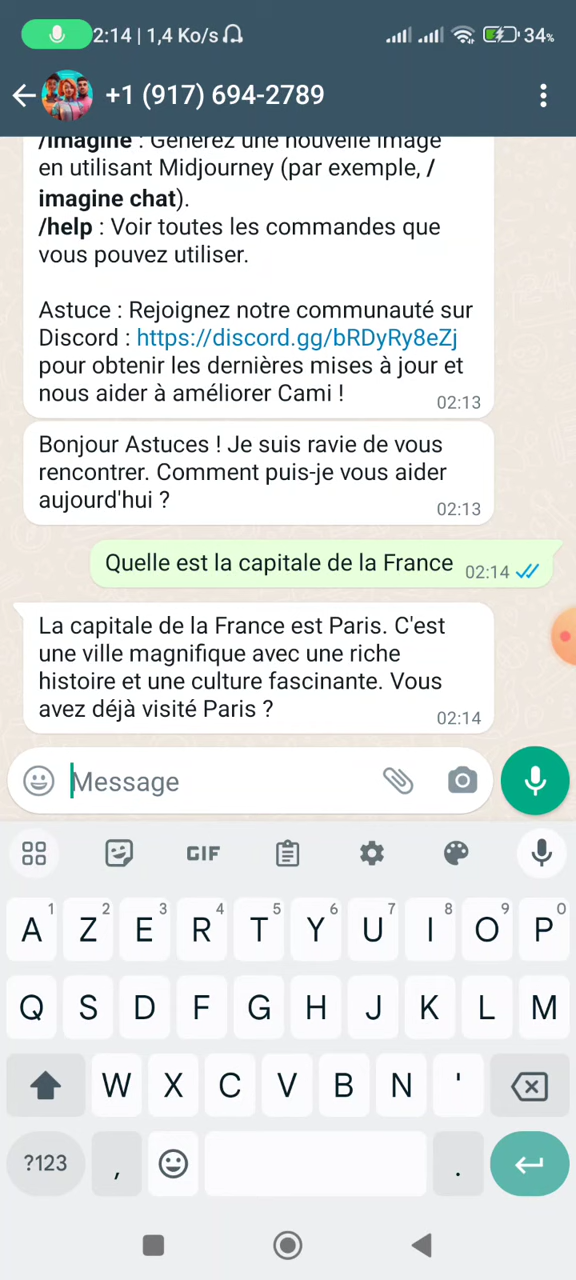 2:14 | 1,4 Ko/s
34%
+1 (917) 694-2789
/imagine : Générez une nouvelle image
en utilisant Midjourney (par exemple, /
imagine chat).
/help : Voir toutes les commandes que
vous pouvez utiliser.
Astuce : Rejoignez notre communauté sur
Discord : https://discord.gg/bRDyRy8eZj
pour obtenir les dernières mises à jour et
nous aider à améliorer Cami !
02:13
Bonjour Astuces ! Je suis ravie de vous
rencontrer. Comment puis-je vous aider
aujourd'hui ?
02:13
Quelle est la capitale de la France
02:14
La capitale de la France est Paris. C'est
une ville magnifique avec une riche
histoire et une culture fascinante. Vous
avez déjà visité Paris ?
02:14
Message
GIF
A 1 Z 2 E 3 R 4 T 5 Y 6 U 7 I 8 O 9 P 0
Q S D F G H J K L M
W X C V B N '
?123 , .